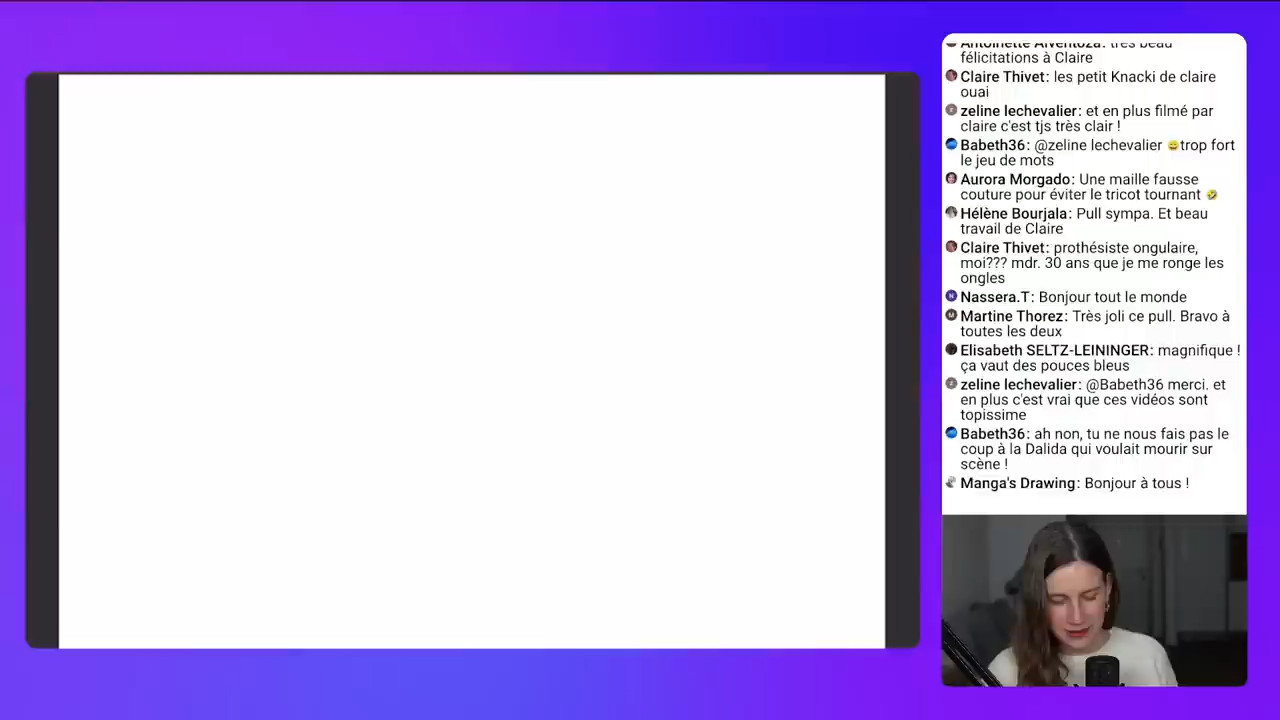 Antoinette Alventoza: très beau
félicitations à Claire
Claire Thivet: les petit Knacki de claire
ouai
zeline lechevalier: et en plus filmé par
claire c'est tjs très clair !
Babeth36: @zeline lechevalier 😄trop fort
le jeu de mots
Aurora Morgado: Une maille fausse
couture pour éviter le tricot tournant 🤣
Hélène Bourjala: Pull sympa. Et beau
travail de Claire
Claire Thivet: prothésiste ongulaire,
moi??? mdr. 30 ans que je me ronge les
ongles
Nassera.T: Bonjour tout le monde
Martine Thorez: Très joli ce pull. Bravo à
toutes les deux
Elisabeth SELTZ-LEININGER: magnifique !
ça vaut des pouces bleus
zeline lechevalier: @Babeth36 merci. et
en plus c'est vrai que ces vidéos sont
topissime
Babeth36: ah non, tu ne nous fais pas le
coup à la Dalida qui voulait mourir sur
scène !
Manga's Drawing: Bonjour à tous !